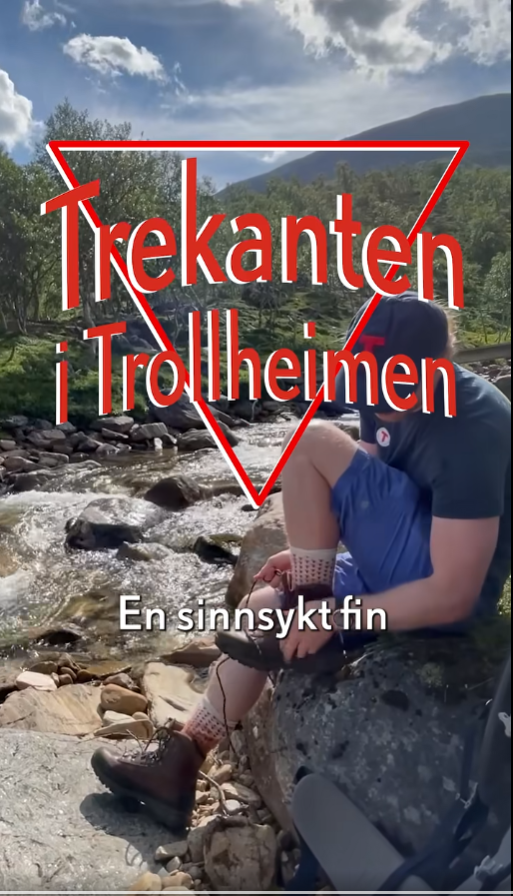 Trekanten
i Trollheimen
En sinnsykt fin